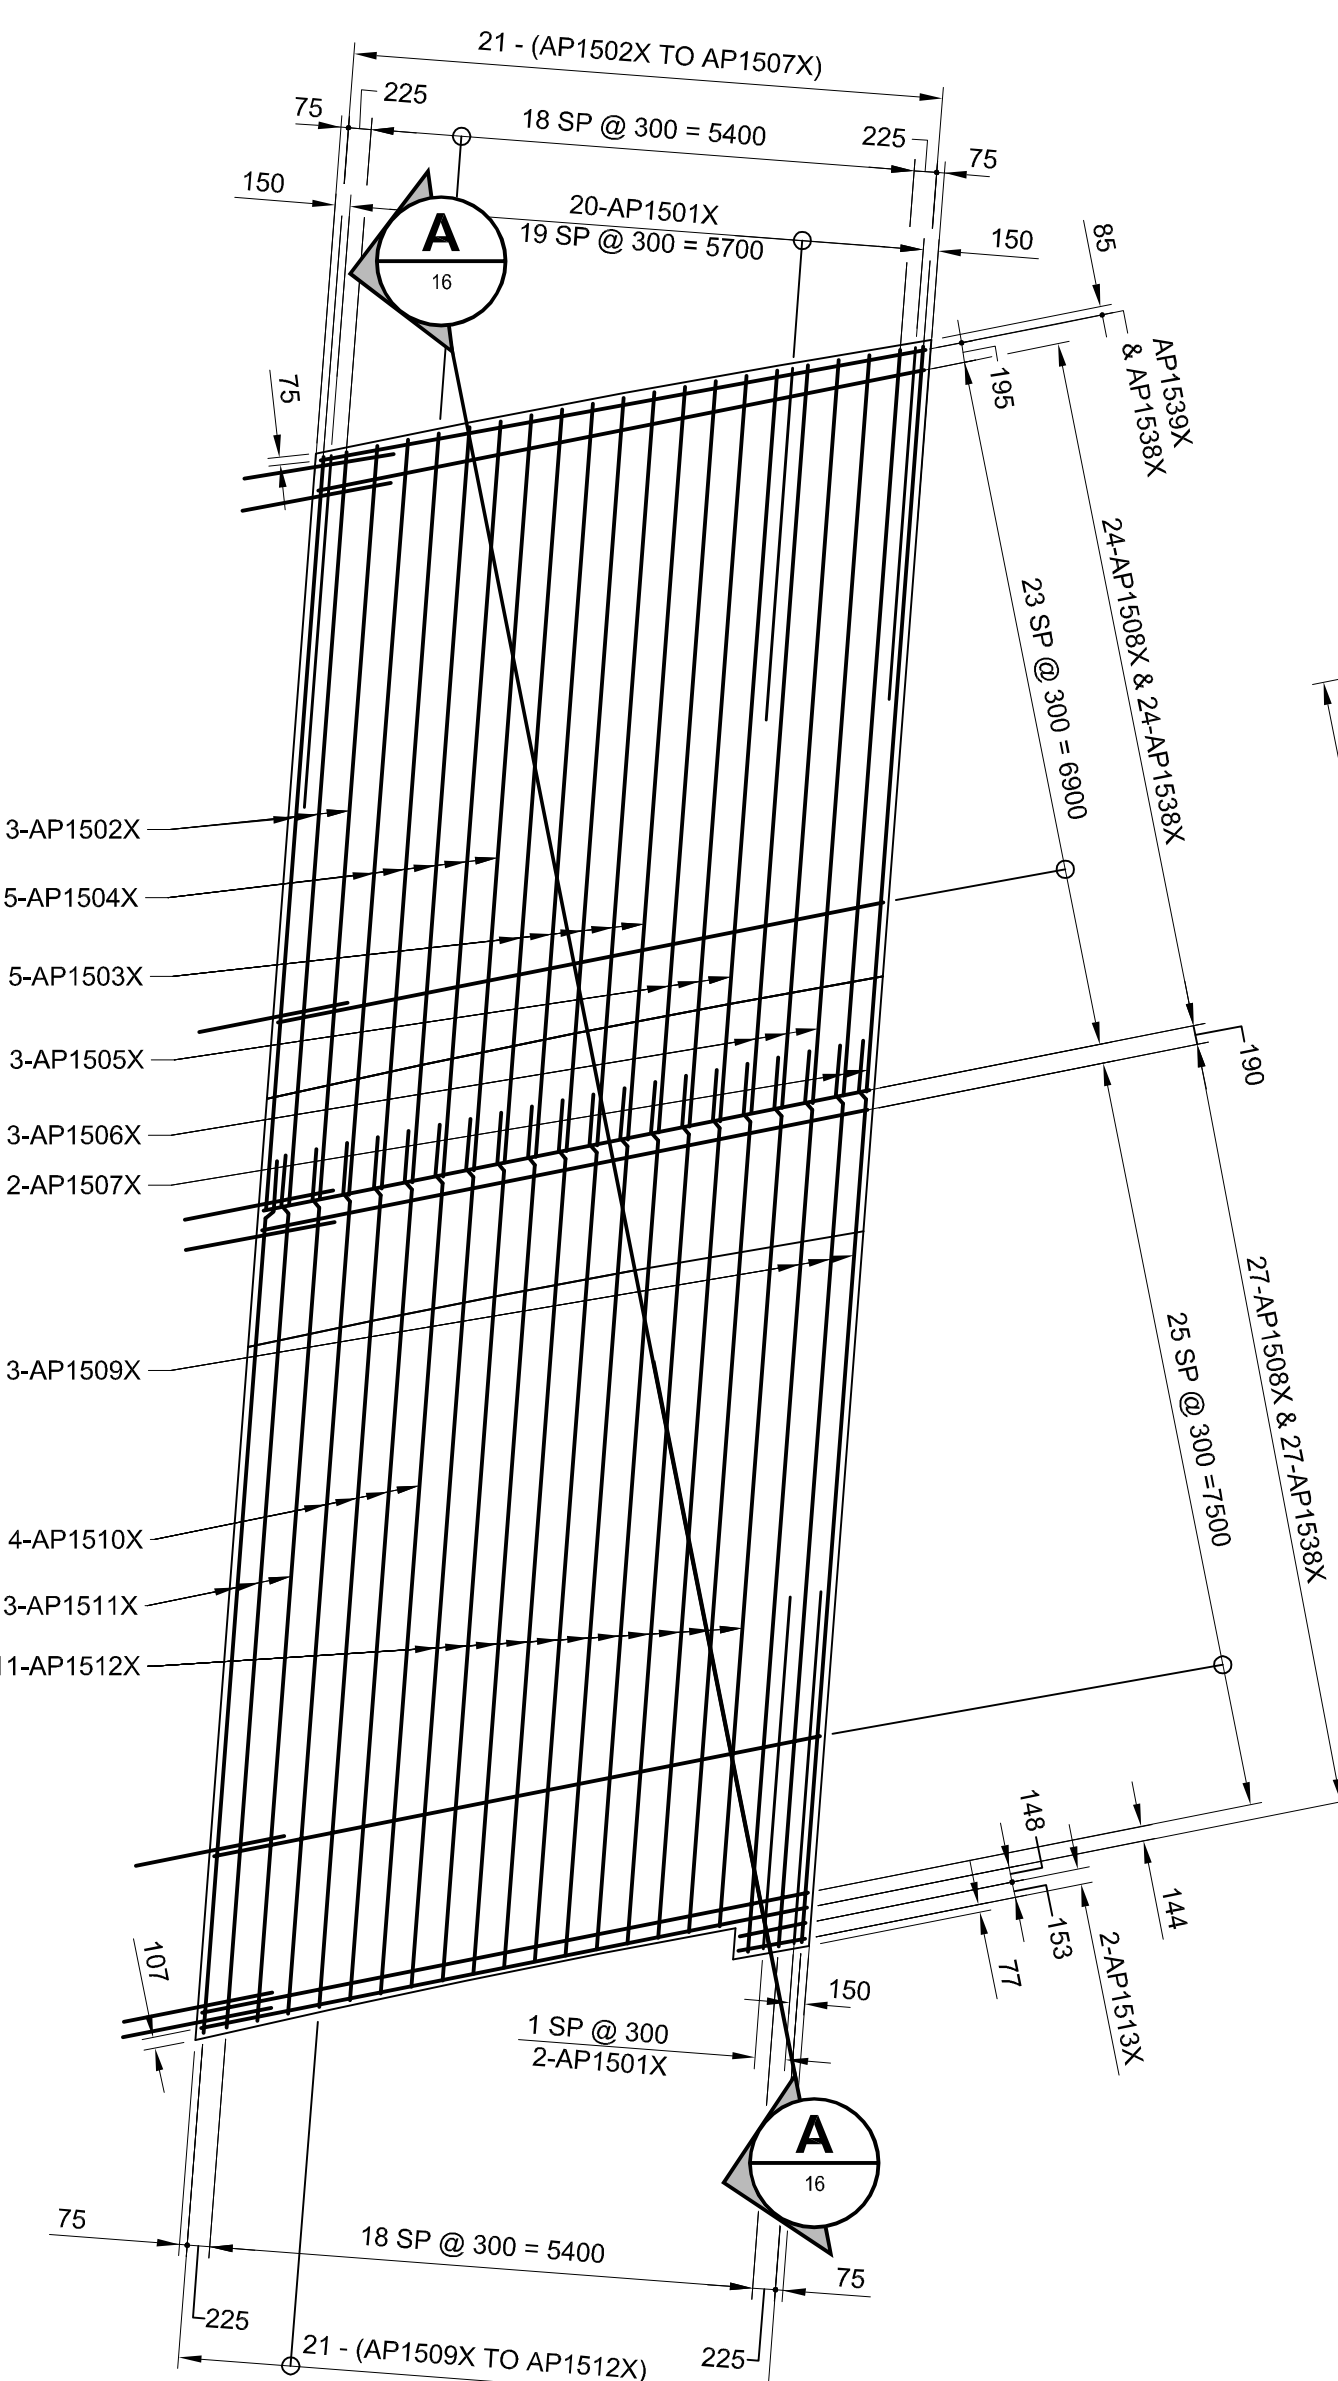 21 - (AP1502X TO AP1507X)
75
225
18 SP @ 300 = 5400
225
75
150
20-AP1501X
19 SP @ 300 = 5700
150
A
16
85
AP1539X
& AP1538X
195
75
24-AP1508X & 24-AP1538X
23 SP @ 300 = 6900
3-AP1502X
5-AP1504X
5-AP1503X
3-AP1505X
190
3-AP1506X
2-AP1507X
3-AP1509X
27-AP1508X & 27-AP1538X
25 SP @ 300 =7500
4-AP1510X
3-AP1511X
11-AP1512X
148
144
153
2-AP1513X
77
107
150
1 SP @ 300
2-AP1501X
A
16
75
18 SP @ 300 = 5400
75
225
21 - (AP1509X TO AP1512X)
225